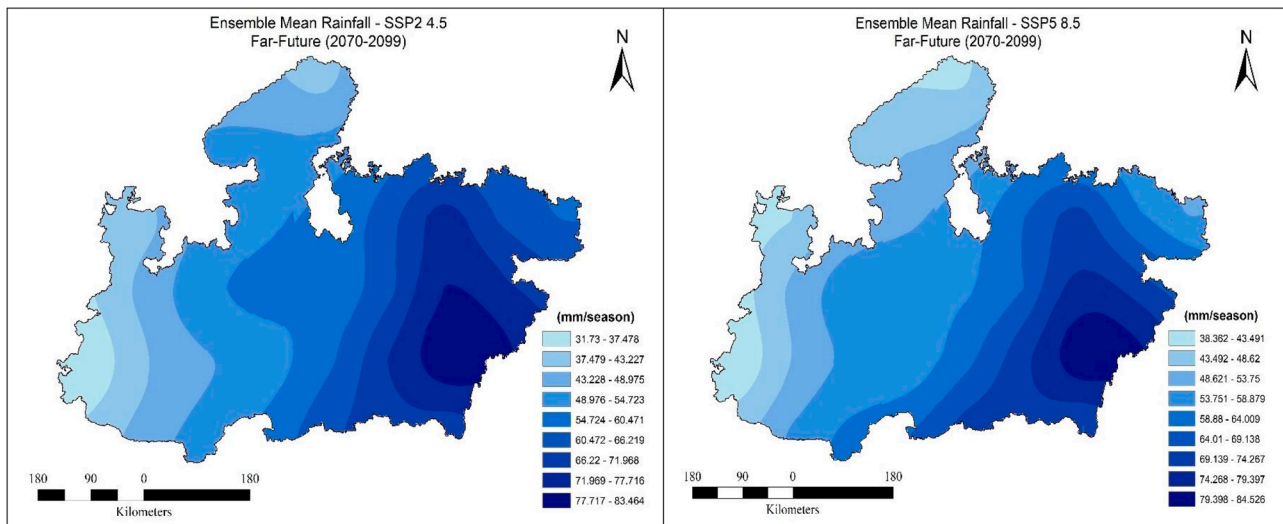 Ensemble Mean Rainfall - SSP2 4.5
Far-Future (2070-2099)
N
(mm/season)
31.73 - 37.478
37.479 - 43.227
43.228 - 48.975
48.976 - 54.723
54.724 - 60.471
60.472 - 66.219
66.22 - 71.968
71.969 - 77.716
77.717 - 83.464
180 90 0 180
Kilometers
Ensemble Mean Rainfall - SSP5 8.5
Far-Future (2070-2099)
N
(mm/season)
38.362 - 43.491
43.492 - 48.62
48.621 - 53.75
53.751 - 58.879
58.88 - 64.009
64.01 - 69.138
69.139 - 74.267
74.268 - 79.397
79.398 - 84.526
180 90 0 180
Kilometers